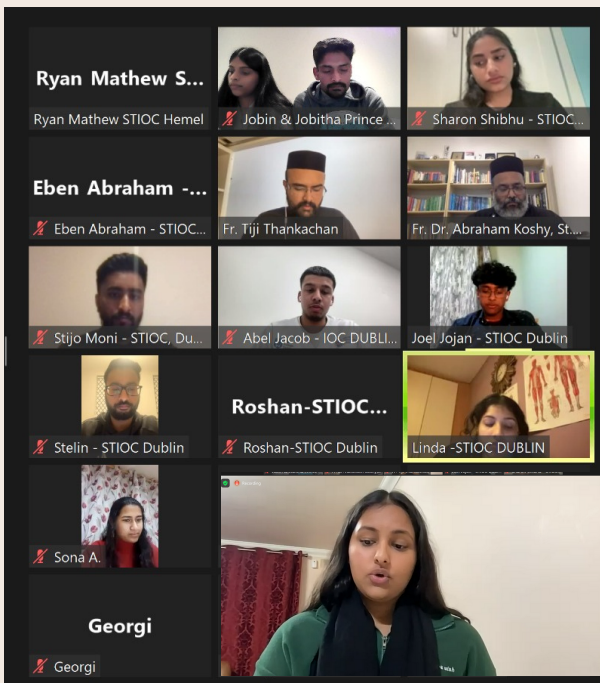 Ryan Mathew S...
Ryan Mathew STIOC Hemel
Jobin & Jobitha Prince ...
Sharon Shibhu - STIOC...
Eben Abraham -...
Eben Abraham - STIOC...
Fr. Tiji Thankachan
Fr. Dr. Abraham Koshy, St....
Stijo Moni - STIOC, Du...
Abel Jacob - IOC DUBLI...
Joel Jojan - STIOC Dublin
Stelin - STIOC Dublin
Roshan-STIOC...
Roshan-STIOC Dublin
Linda -STIOC DUBLIN
Sona A.
Recording
Georgi
Georgi